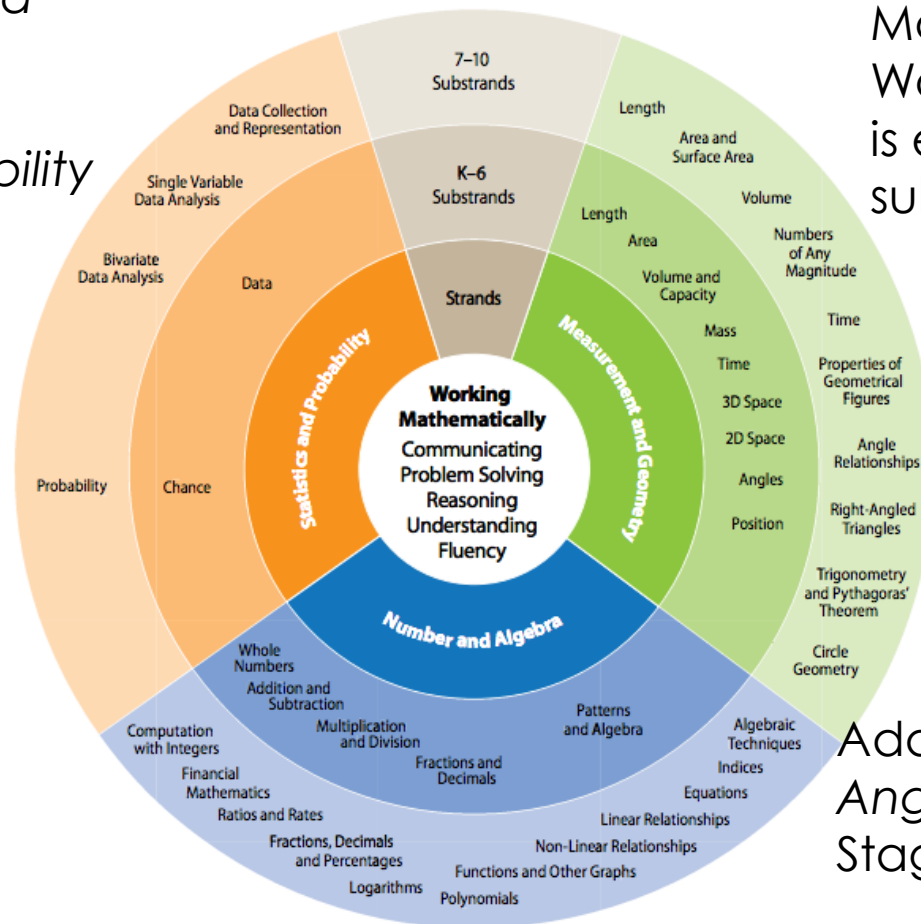 7–10
Substrands
K–6
Substrands
Strands
Working
Mathematically
Communicating
Problem Solving
Reasoning
Understanding
Fluency
Statistics and Probability
Data
Chance
Data Collection
and Representation
Single Variable
Data Analysis
Bivariate
Data Analysis
Probability
Measurement and Geometry
Length
Area
Volume and
Capacity
Mass
Time
3D Space
2D Space
Angles
Position
Length
Area and
Surface Area
Volume
Numbers
of Any
Magnitude
Time
Properties of
Geometrical
Figures
Angle
Relationships
Right-Angled
Triangles
Trigonometry
and Pythagoras'
Theorem
Circle
Geometry
Number and Algebra
Whole
Numbers
Addition and
Subtraction
Multiplication
and Division
Fractions and
Decimals
Patterns
and Algebra
Computation
with Integers
Financial
Mathematics
Ratios and Rates
Fractions, Decimals
and Percentages
Logarithms
Polynomials
Functions and Other Graphs
Non-Linear Relationships
Linear Relationships
Equations
Indices
Algebraic
Techniques
bility
is e
su
Ang
Stag